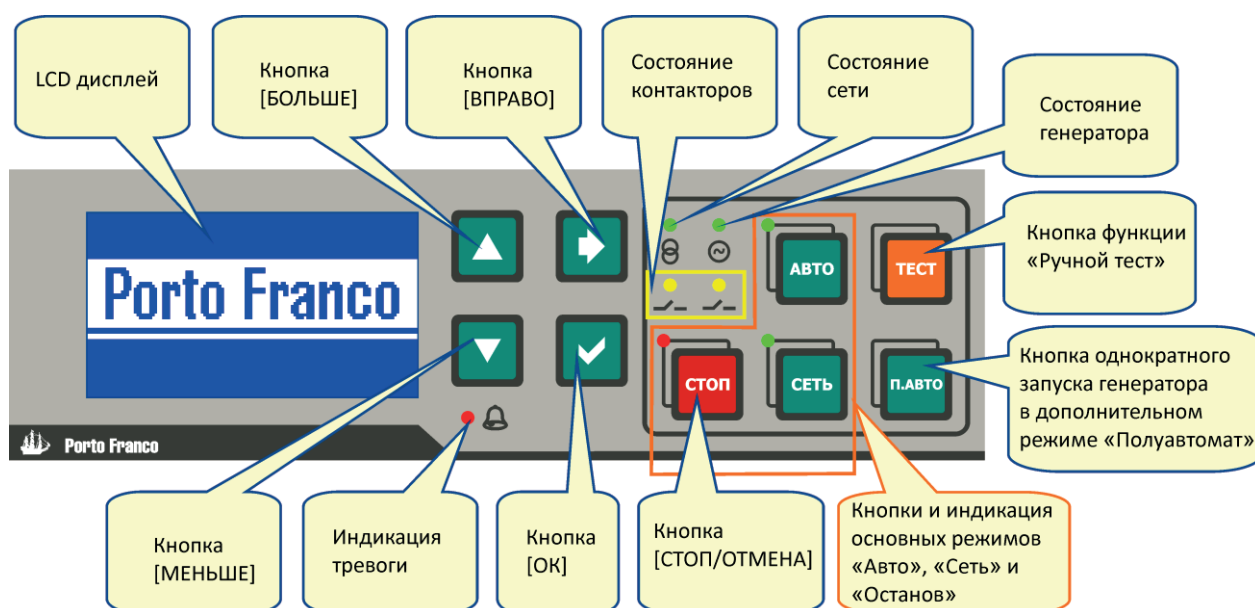 LCD дисплей
Кнопка
[БОЛЬШЕ]
Кнопка
[ВПРАВО]
Состояние
контакторов
Состояние
сети
Состояние
генератора
Porto Franco
АВТО
ТЕСТ
Кнопка функции
«Ручной тест»
СТОП
СЕТЬ
П.АВТО
Кнопка однократного
запуска генератора
в дополнительном
режиме «Полуавтомат»
Porto Franco
Кнопка
[МЕНЬШЕ]
Индикация
тревоги
Кнопка
[ОК]
Кнопка
[СТОП/ОТМЕНА]
Кнопки и индикация
основных режимов
«Авто», «Сеть» и
«Останов»